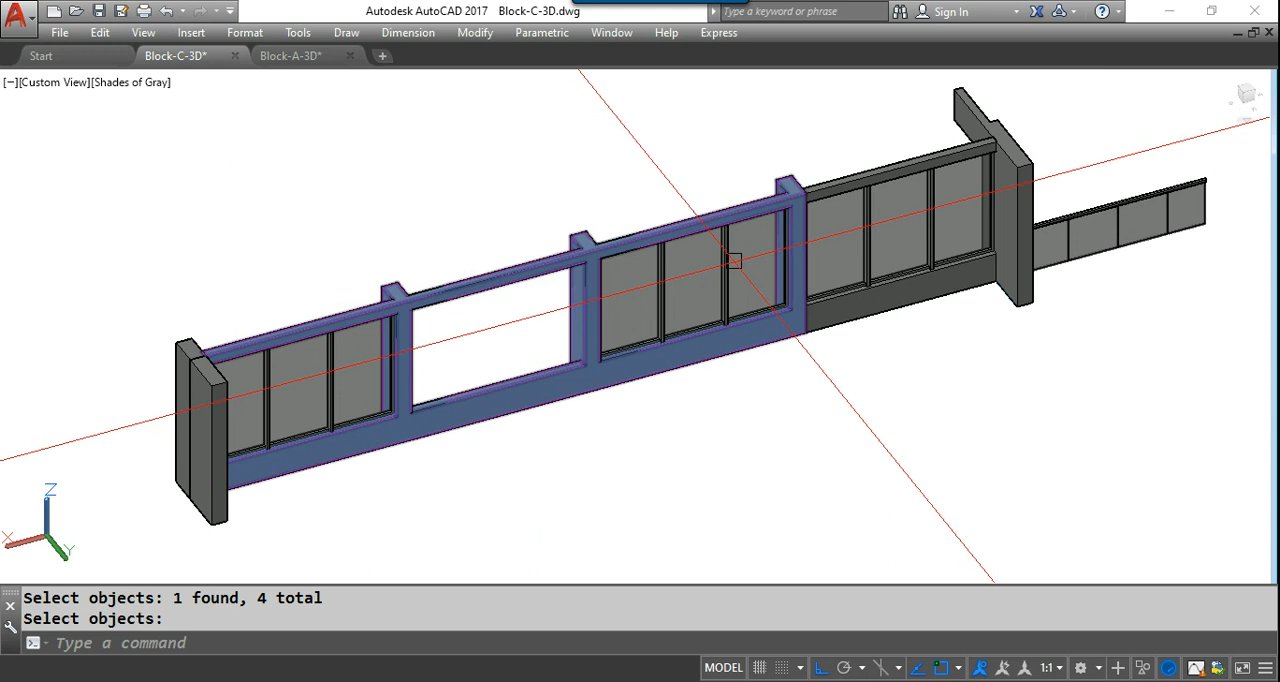 Autodesk AutoCAD 2017 Block-C-3D.dwg Type a keyword or phrase Sign In
File Edit View Insert Format Tools Draw Dimension Modify Parametric Window Help Express
Start Block-C-3D* Block-A-3D*
[−][Custom View][Shades of Gray]
Z
X
Y
Select objects: 1 found, 4 total
Select objects:
Type a command
MODEL 1:1